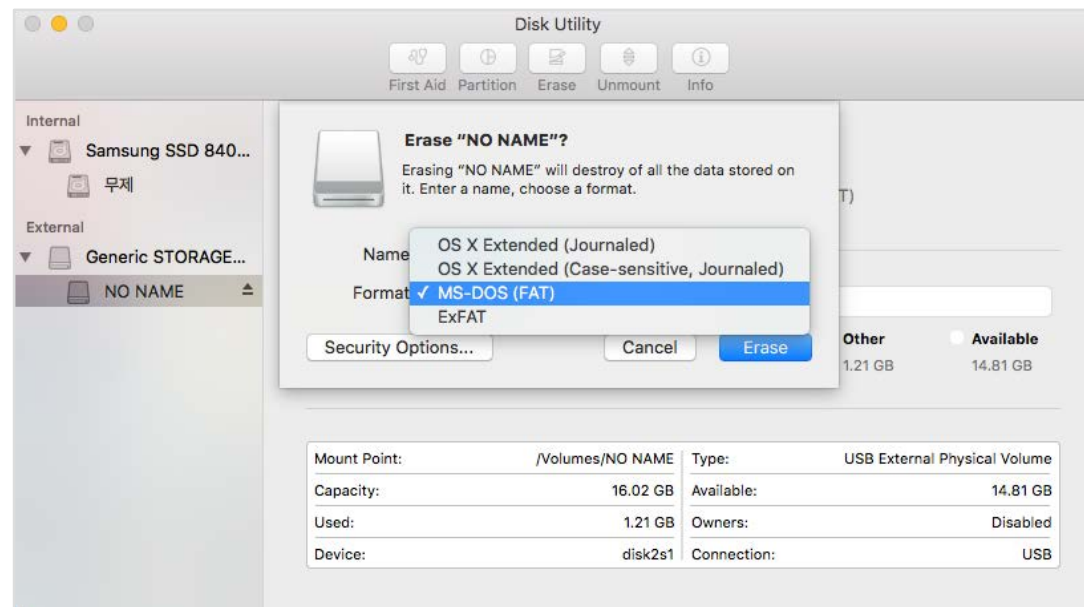 Disk Utility
First Aid Partition Erase Unmount Info
Internal
Samsung SSD 840...
무제
External
Generic STORAGE...
NO NAME
Erase “NO NAME”?
Erasing “NO NAME” will destroy of all the data stored on
it. Enter a name, choose a format.
T)
Name
OS X Extended (Journaled)
OS X Extended (Case-sensitive, Journaled)
Format ✓ MS-DOS (FAT)
ExFAT
Security Options... Cancel Erase
Other Available
1.21 GB 14.81 GB
Mount Point: /Volumes/NO NAME Type: USB External Physical Volume
Capacity: 16.02 GB Available: 14.81 GB
Used: 1.21 GB Owners: Disabled
Device: disk2s1 Connection: USB